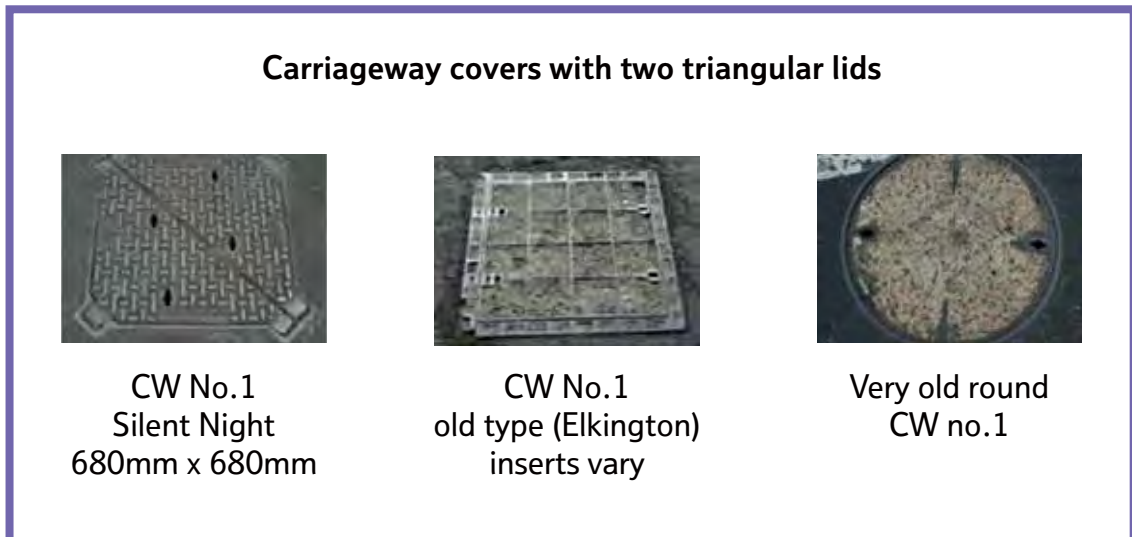 Carriageway covers with two triangular lids
CW No.1
Silent Night
680mm x 680mm
CW No.1
old type (Elkington)
inserts vary
Very old round
CW no.1